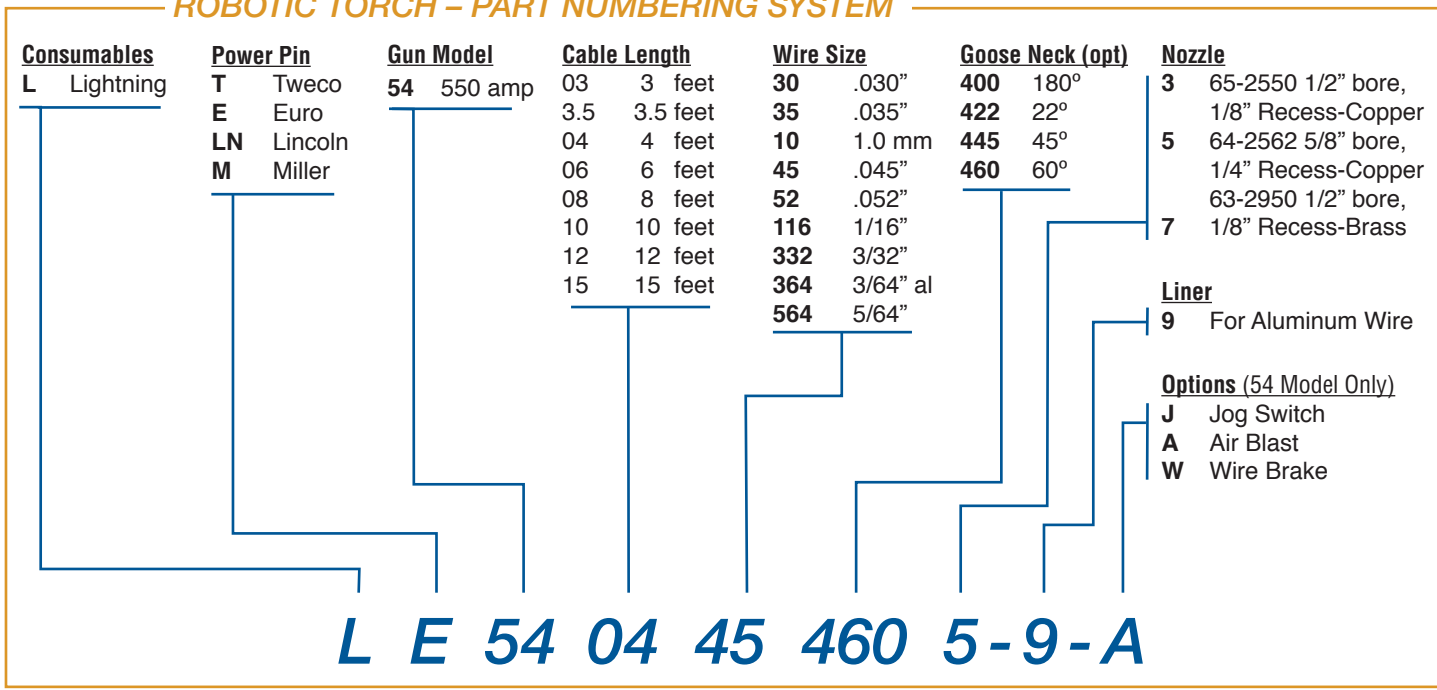 ROBOTIC TORCH – PART NUMBERING SYSTEM
Consumables
L Lightning
Power Pin
T Tweco
E Euro
LN Lincoln
M Miller
Gun Model
54 550 amp
Cable Length
03 3 feet
3.5 3.5 feet
04 4 feet
06 6 feet
08 8 feet
10 10 feet
12 12 feet
15 15 feet
Wire Size
30 .030”
35 .035”
10 1.0 mm
45 .045”
52 .052”
116 1/16”
332 3/32”
364 3/64” al
564 5/64”
Goose Neck (opt)
400 180º
422 22º
445 45º
460 60º
Nozzle
3 65-2550 1/2” bore,
1/8” Recess-Copper
5 64-2562 5/8” bore,
1/4” Recess-Copper
63-2950 1/2” bore,
7 1/8” Recess-Brass
Liner
9 For Aluminum Wire
Options (54 Model Only)
J Jog Switch
A Air Blast
W Wire Brake
L E 54 04 45 460 5 - 9 - A